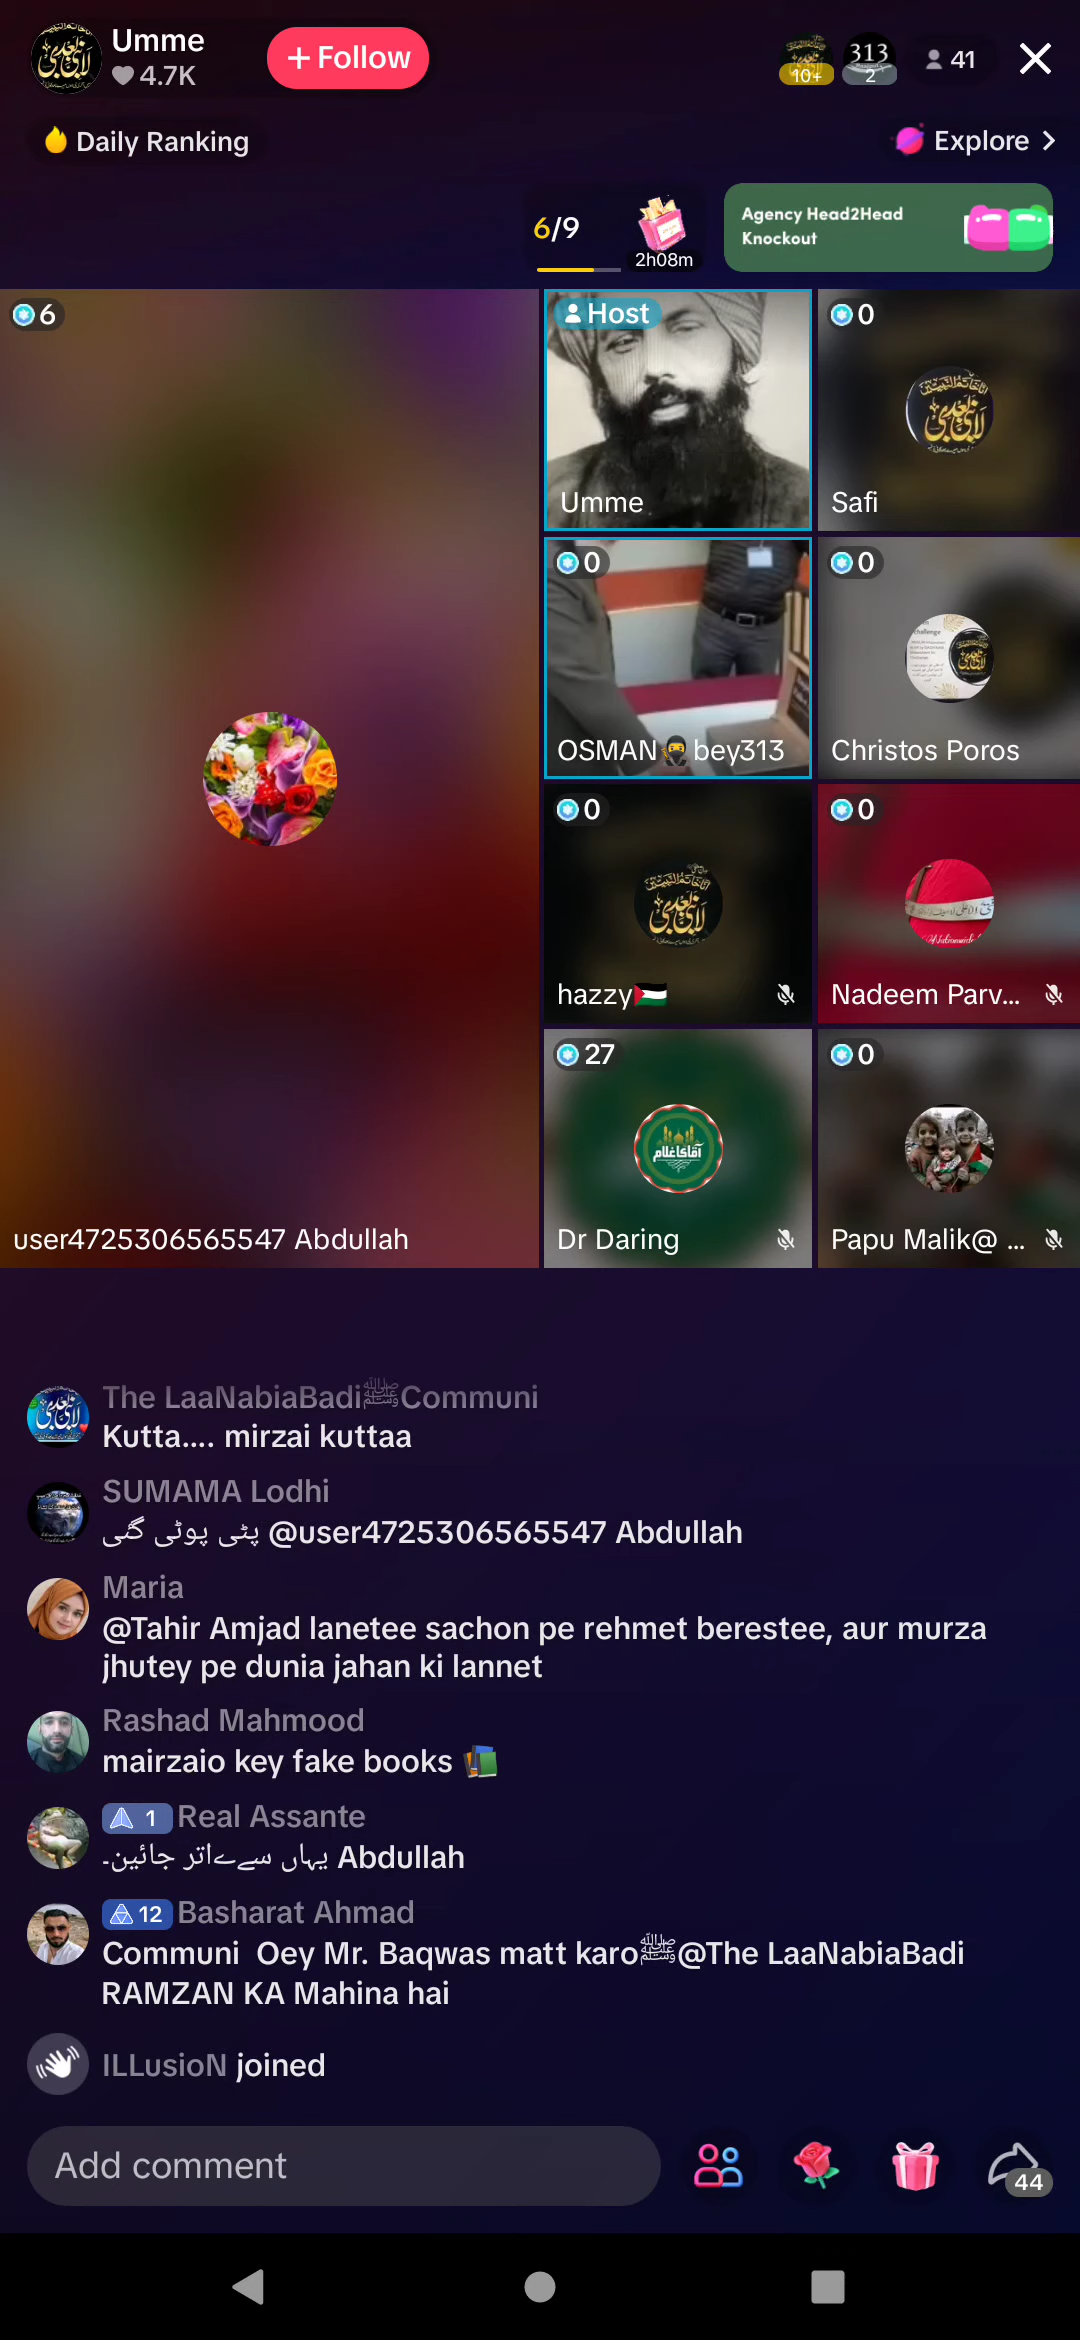 Umme
4.7K
+ Follow
10+
313
2
41
Daily Ranking
Explore
6/9
2h08m
Agency Head2Head
Knockout
6
Host
Umme
0
Safi
0
OSMAN🥷bey313
0
Christos Poros
0
hazzy🇵🇸
0
Nadeem Parv...
27
آقا کا غلام
Dr Daring
0
Papu Malik@ ...
user4725306565547 Abdullah
The LaaNabiaBadiﷺCommuni
Kutta.... mirzai kuttaa
SUMAMA Lodhi
پٹی پوٹی گئی @user4725306565547 Abdullah
Maria
@Tahir Amjad lanetee sachon pe rehmet berestee, aur murza
jhutey pe dunia jahan ki lannet
Rashad Mahmood
mairzaio key fake books 📚
1 Real Assante
یہاں سےاتر جائین۔ Abdullah
12 Basharat Ahmad
Communi  Oey Mr. Baqwas matt karoﷺ@The LaaNabiaBadi
RAMZAN KA Mahina hai
ILLusioN joined
Add comment
44